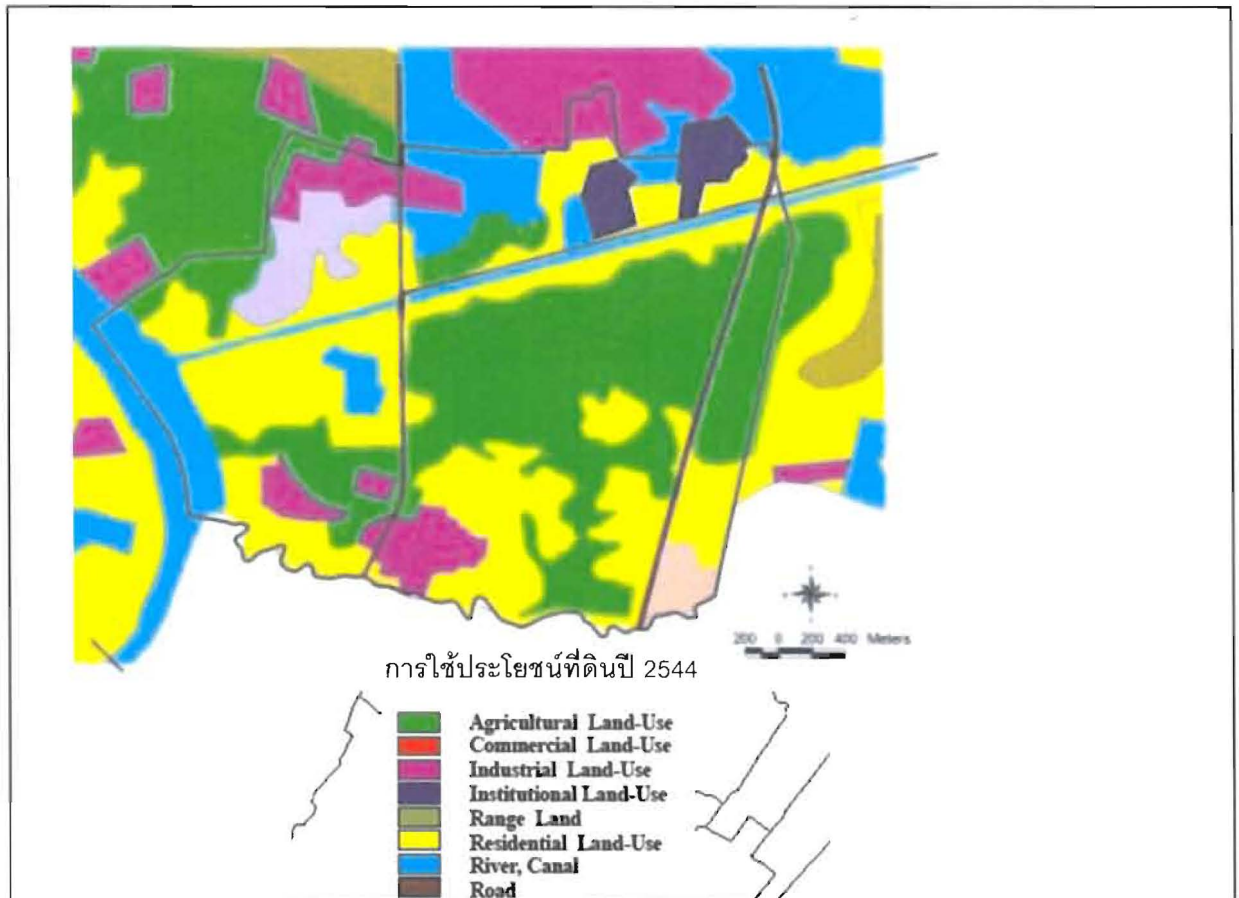 200 0 200 400 Meters
การใช้ประโยชน์ที่ดินปี 2544
Agricultural Land-Use
Commercial Land-Use
Industrial Land-Use
Institutional Land-Use
Range Land
Residential Land-Use
River, Canal
Road